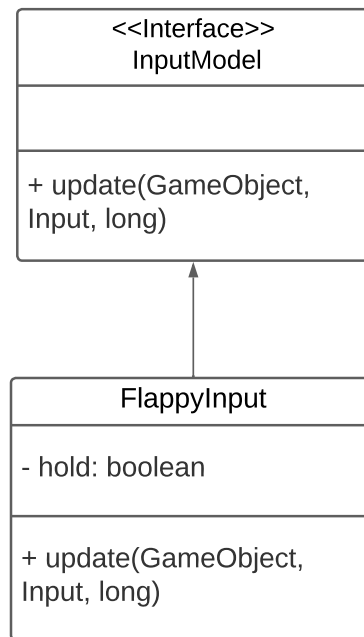 <<Interface>>
InputModel
+ update(GameObject,
Input, long)
FlappyInput
- hold: boolean
+ update(GameObject,
Input, long)